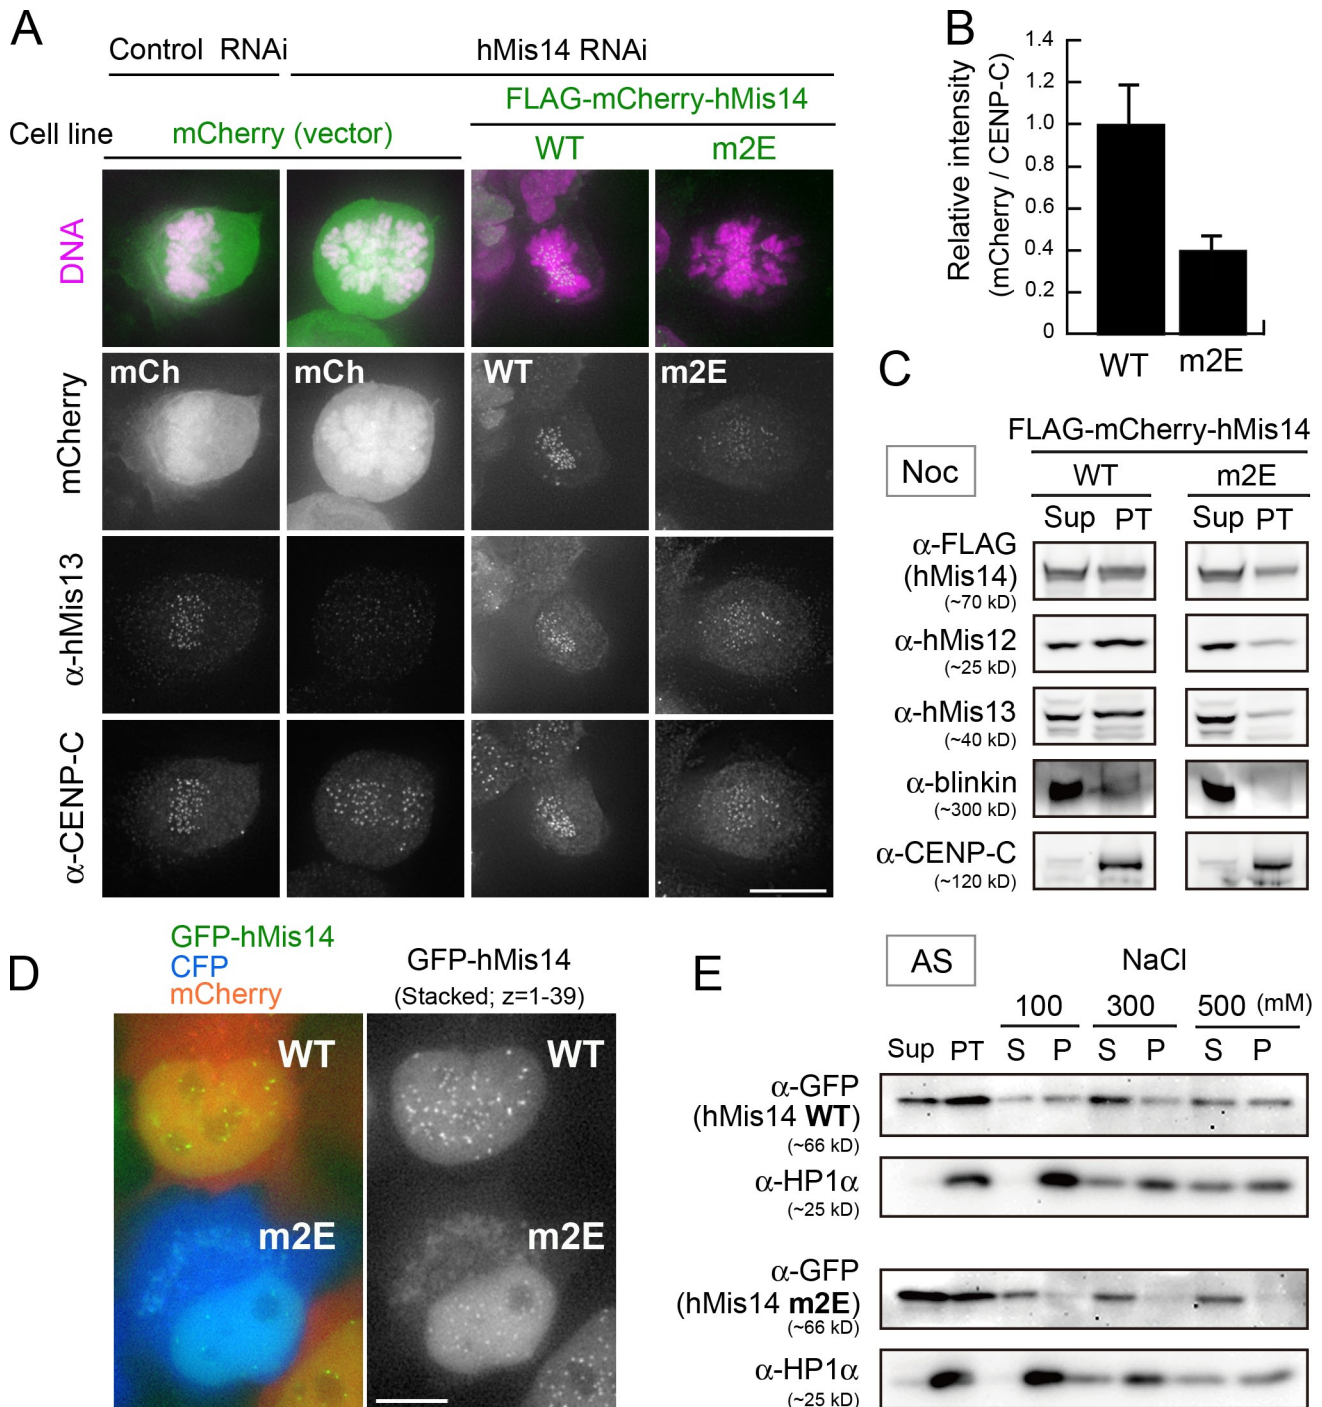 A
Control RNAi
hMis14 RNAi
FLAG-mCherry-hMis14
Cell line
mCherry (vector)
WT
m2E
DNA
mCherry
mCh
mCh
WT
m2E
α-hMis13
α-CENP-C
B
Relative intensity
(mCherry / CENP-C)
1.4
1.2
1.0
0.8
0.6
0.4
0.2
0
WT
m2E
C
FLAG-mCherry-hMis14
Noc
WT
m2E
Sup PT
Sup PT
α-FLAG
(hMis14)
(~70 kD)
α-hMis12
(~25 kD)
α-hMis13
(~40 kD)
α-blinkin
(~300 kD)
α-CENP-C
(~120 kD)
D
GFP-hMis14
CFP
mCherry
GFP-hMis14
(Stacked; z=1-39)
WT
m2E
WT
m2E
E
AS
NaCl
100 300 500 (mM)
Sup PT S P S P S P
α-GFP
(hMis14 WT)
(~66 kD)
α-HP1α
(~25 kD)
α-GFP
(hMis14 m2E)
(~66 kD)
α-HP1α
(~25 kD)